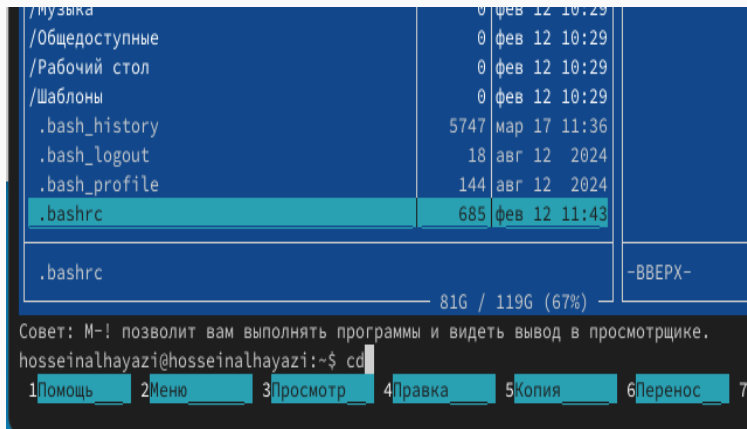 /Музыка 0 фев 12 10:29
/Общедоступные 0 фев 12 10:29
/Рабочий стол 0 фев 12 10:29
/Шаблоны 0 фев 12 10:29
.bash_history 5747 мар 17 11:36
.bash_logout 18 авг 12 2024
.bash_profile 144 авг 12 2024
.bashrc 685 фев 12 11:43
.bashrc -ВВЕРХ-
81G / 119G (67%)
Совет: M-! позволит вам выполнять программы и видеть вывод в просмотрщике.
hosseinalhayazi@hosseinalhayazi:~$ cd
1Помощь 2Меню 3Просмотр 4Правка 5Копия 6Перенос 7